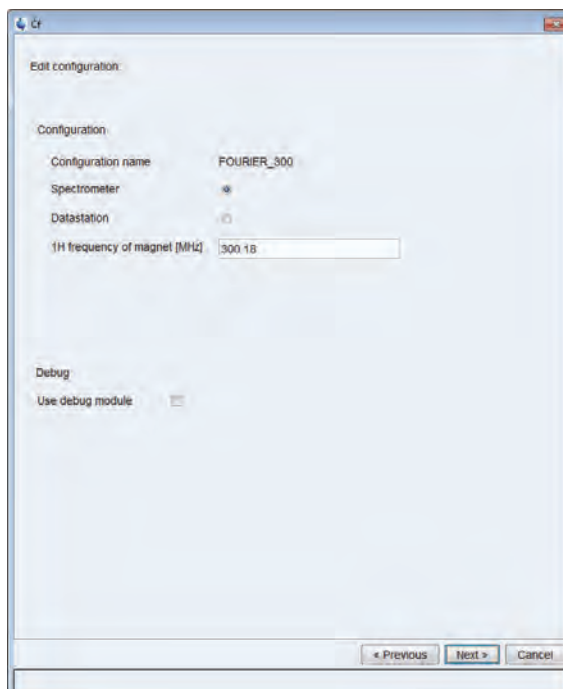 Cf
Edit configuration:
Configuration
Configuration name FOURIER_300
Spectrometer
Datastation
1H frequency of magnet [MHz] 300.18
Debug
Use debug module
< Previous Next > Cancel